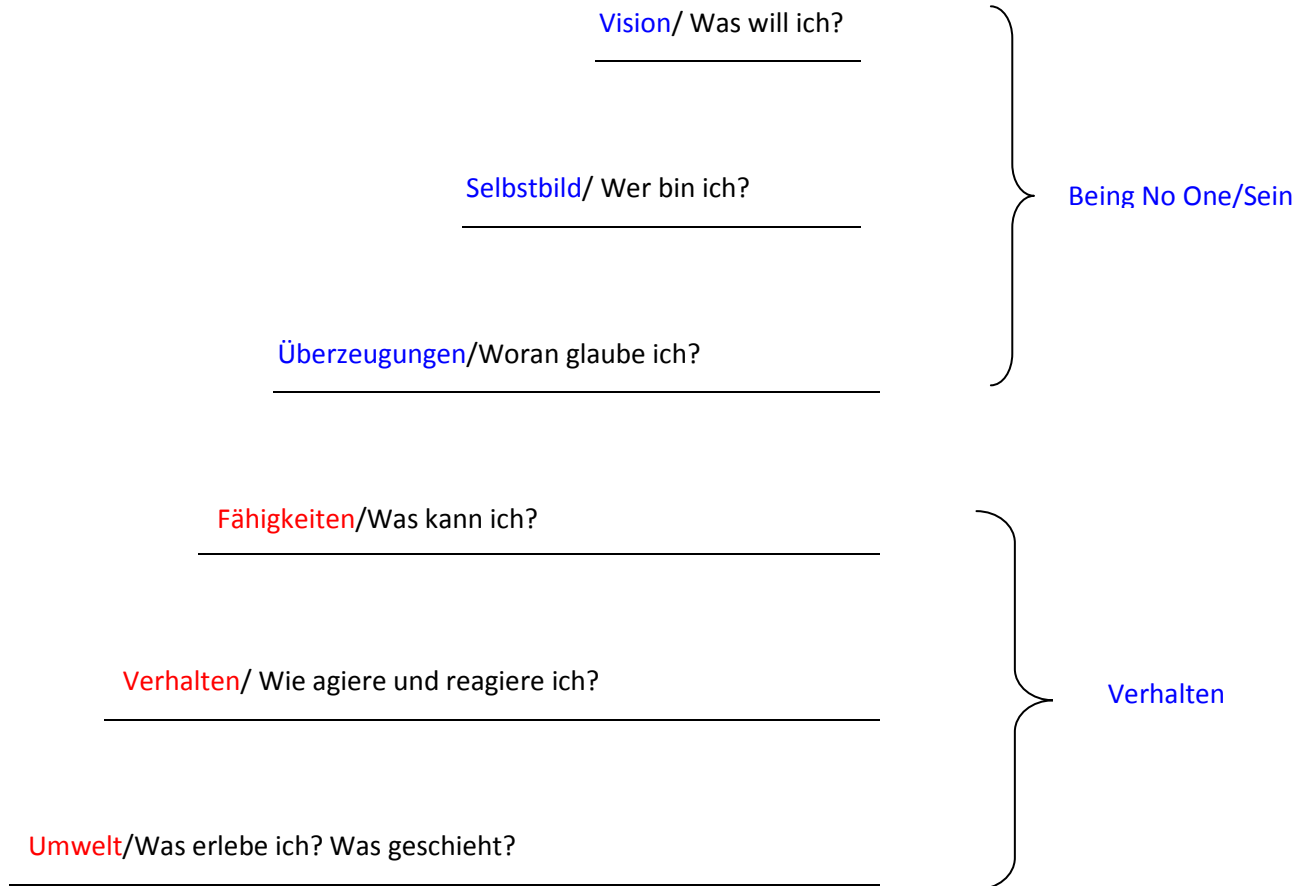 Vision/ Was will ich?
Selbstbild/ Wer bin ich?
Being No One/Sein
Überzeugungen/Woran glaube ich?
Fähigkeiten/Was kann ich?
Verhalten/ Wie agiere und reagiere ich?
Verhalten
Umwelt/Was erlebe ich? Was geschieht?